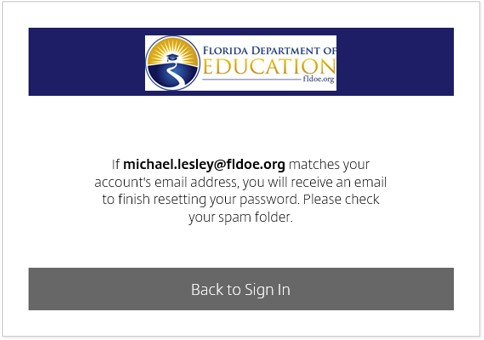 FLORIDA DEPARTMENT OF
EDUCATION
fldoe.org
If michael.lesley@fldoe.org matches your
account's email address, you will receive an email
to finish resetting your password. Please check
your spam folder.
Back to Sign In